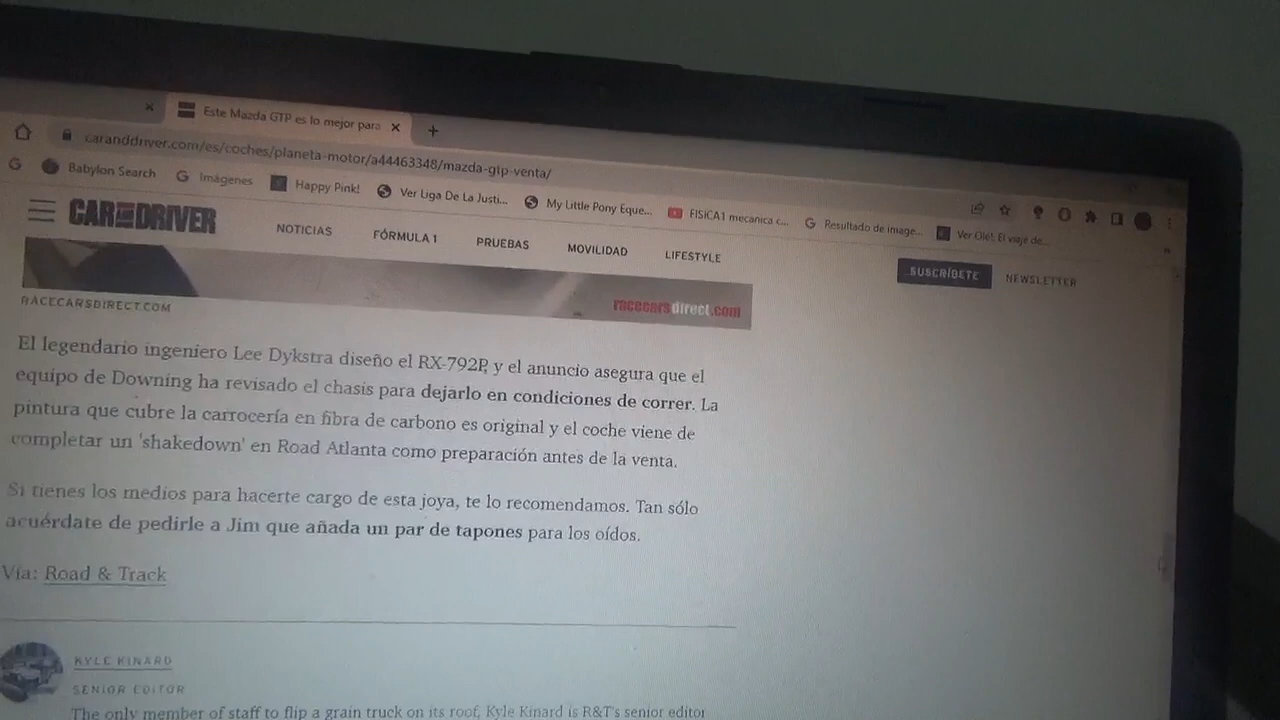 Este Mazda GTP es lo mejor para
caranddriver.com/es/coches/planeta-motor/a44463348/mazda-gtp-venta/
Babylon Search Imágenes Happy Pink! Ver Liga De La Justi... My Little Pony Eque... FISICA1 mecanica c... Resultado de image... Ver Olé!. El viaje de...
CAR AND DRIVER NOTICIAS FÓRMULA 1 PRUEBAS MOVILIDAD LIFESTYLE SUSCRÍBETE NEWSLETTER
racecarsdirect.com
RACECARSDIRECT.COM
El legendario ingeniero Lee Dykstra diseño el RX-792P, y el anuncio asegura que el
equipo de Downing ha revisado el chasis para dejarlo en condiciones de correr. La
pintura que cubre la carrocería en fibra de carbono es original y el coche viene de
completar un 'shakedown' en Road Atlanta como preparación antes de la venta.
Si tienes los medios para hacerte cargo de esta joya, te lo recomendamos. Tan sólo
acuérdate de pedirle a Jim que añada un par de tapones para los oídos.
Vía: Road & Track
KYLE KINARD
SENIOR EDITOR
The only member of staff to flip a grain truck on its roof, Kyle Kinard is R&T's senior editor